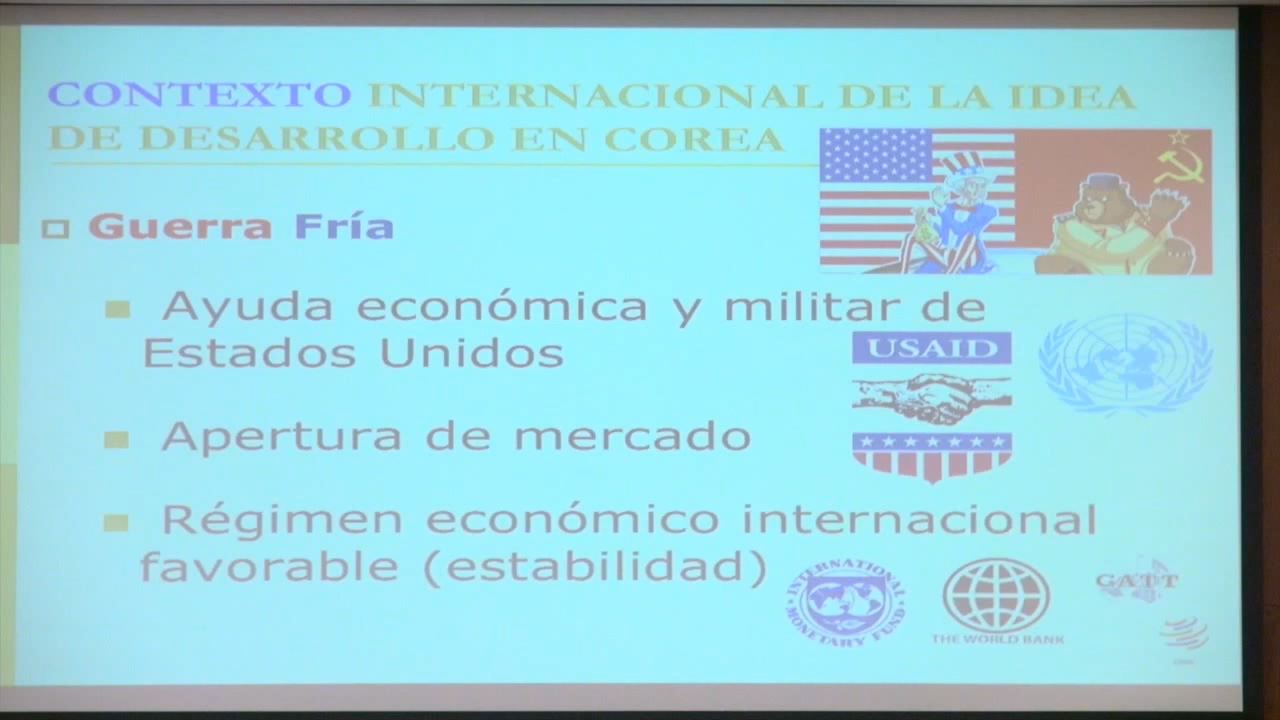 CONTEXTO INTERNACIONAL DE LA IDEA
DE DESARROLLO EN COREA
Guerra Fría
Ayuda económica y militar de
Estados Unidos
USAID
Apertura de mercado
Régimen económico internacional
favorable (estabilidad)
INTERNATIONAL MONETARY FUND
THE WORLD BANK
GATT